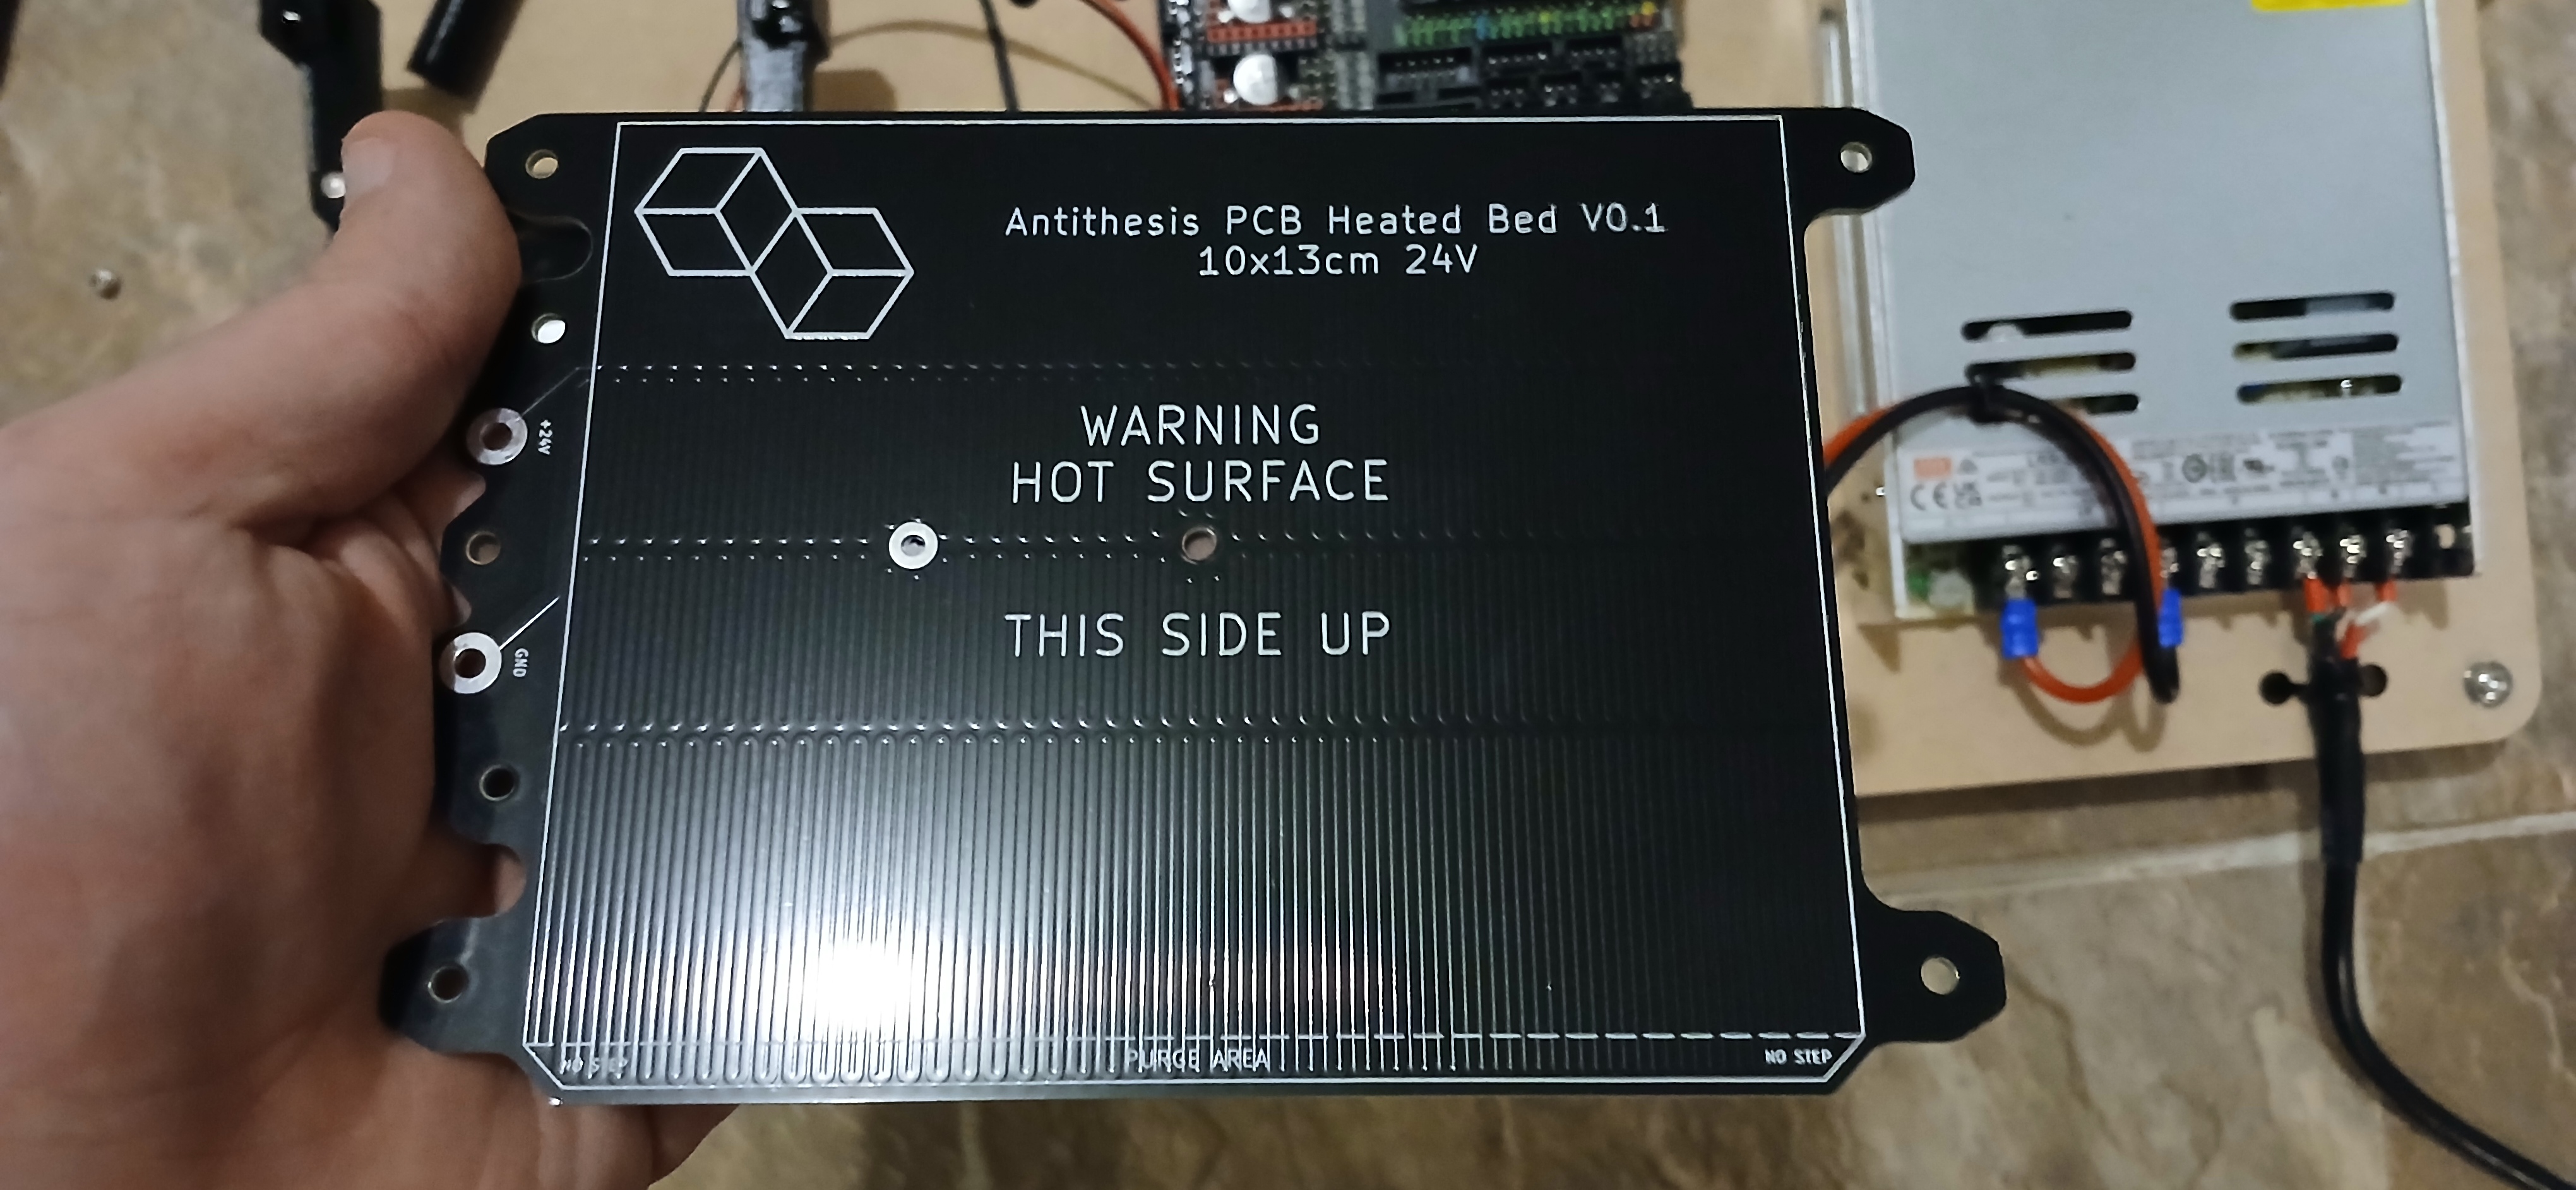 Antithesis PCB Heated Bed V0.1
10x13cm 24V
+24V
WARNING
HOT SURFACE
GND
THIS SIDE UP
NO STEP
PURGE AREA
NO STEP